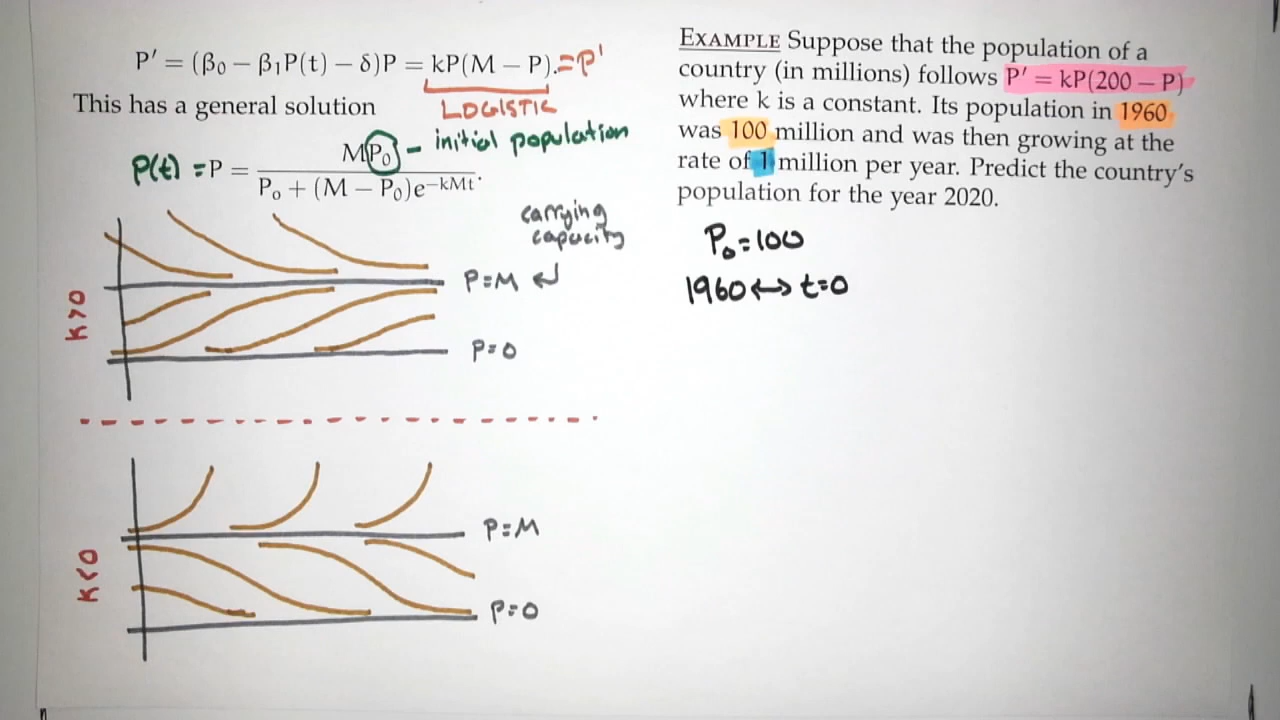 P′ = (β₀ − β₁P(t) − δ)P = kP(M − P). = P'
This has a general solution
LOGISTIC
P(t) = P = MP₀ / P₀ + (M − P₀)e^−kMt.
- initial population
carrying
capacity
P=M ↵
K>0
P=0
P=M
K<0
P=0
EXAMPLE Suppose that the population of a
country (in millions) follows P′ = kP(200 − P)
where k is a constant. Its population in 1960
was 100 million and was then growing at the
rate of 1 million per year. Predict the country's
population for the year 2020.
P₀=100
1960↔t=0